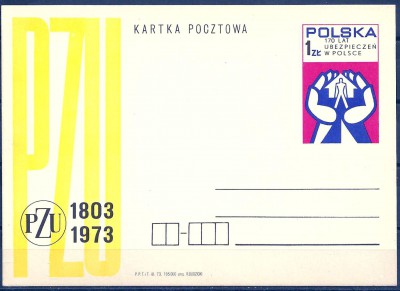 KARTKA POCZTOWA
POLSKA
1 ZŁ
170 LAT
UBEZPIECZEŃ
W POLSCE
PZU
PZU
1803
1973